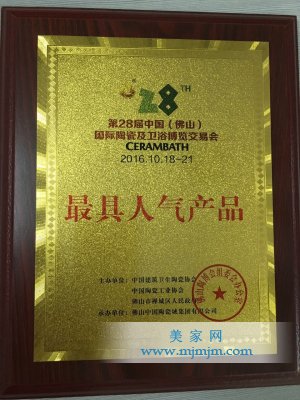 28TH
第28届中国(佛山)
国际陶瓷及卫浴博览交易会
CERAMBATH
2016.10.18-21
最具人气产品
主办单位:中国建筑卫生陶瓷协会
中国陶瓷工业协会
佛山市禅城区人民政府
承办单位:佛山中国陶瓷城集团有限公司
美家网
www.mjmjm.com